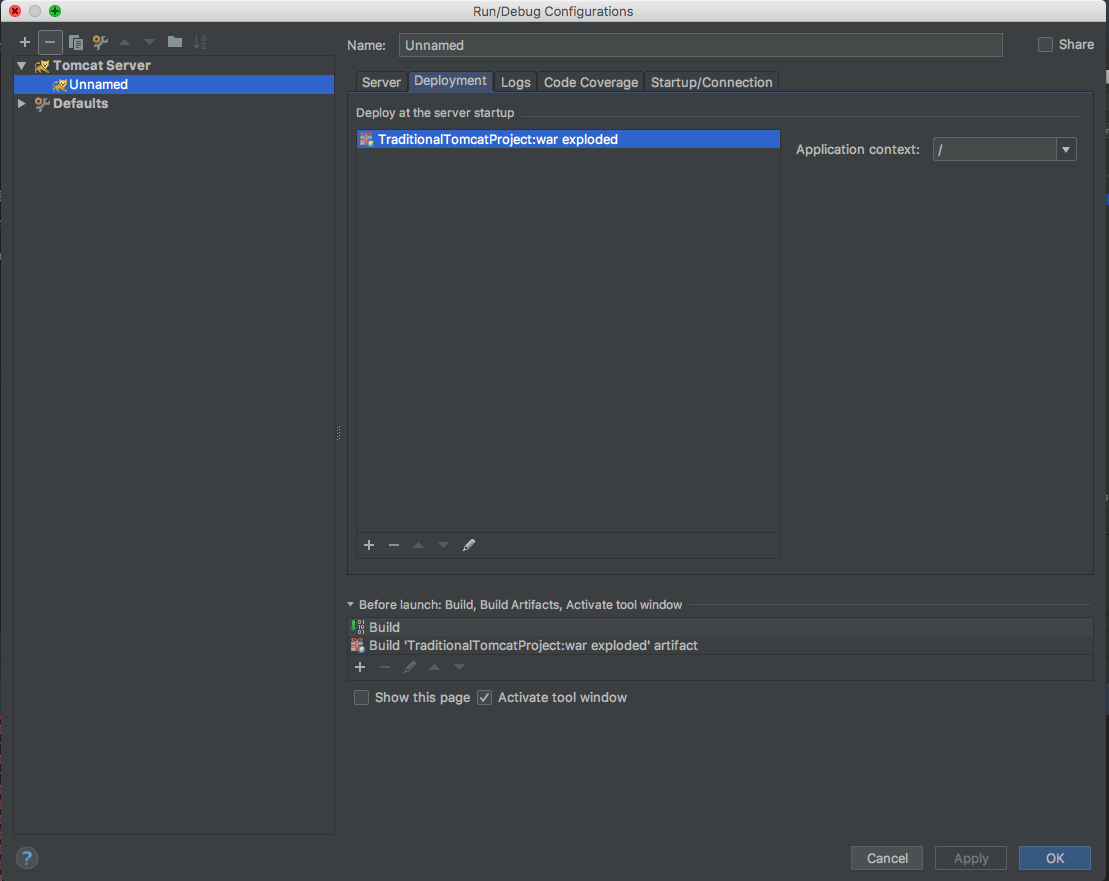 Run/Debug Configurations
Tomcat Server
Unnamed
Defaults
Name: Unnamed
Share
Server Deployment Logs Code Coverage Startup/Connection
Deploy at the server startup
TraditionalTomcatProject:war exploded
Application context: /
Before launch: Build, Build Artifacts, Activate tool window
Build
Build 'TraditionalTomcatProject:war exploded' artifact
Show this page Activate tool window
? Cancel Apply OK